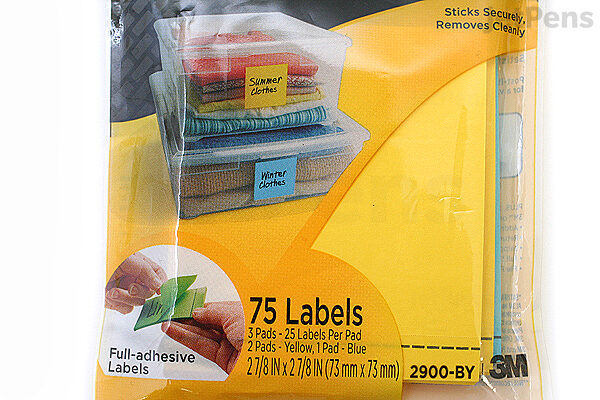 Pens
Sticks Securely,
Removes Cleanly
Summer
clothes
Winter
clothes
75 Labels
3 Pads - 25 Labels Per Pad
2 Pads - Yellow, 1 Pad - Blue
2 7/8 IN x 2 7/8 IN (73 mm x 73 mm)
Full-adhesive
Labels
2900-BY
3M